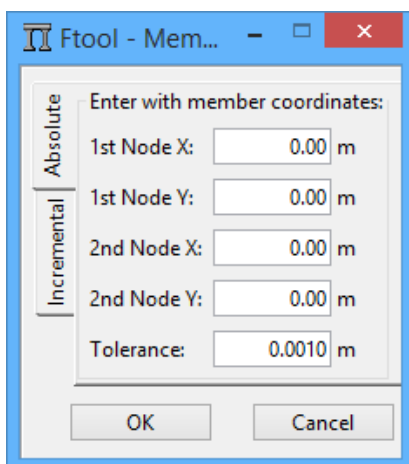 Ftool - Mem...
Absolute
Incremental
Enter with member coordinates:
1st Node X: 0.00 m
1st Node Y: 0.00 m
2nd Node X: 0.00 m
2nd Node Y: 0.00 m
Tolerance: 0.0010 m
OK Cancel